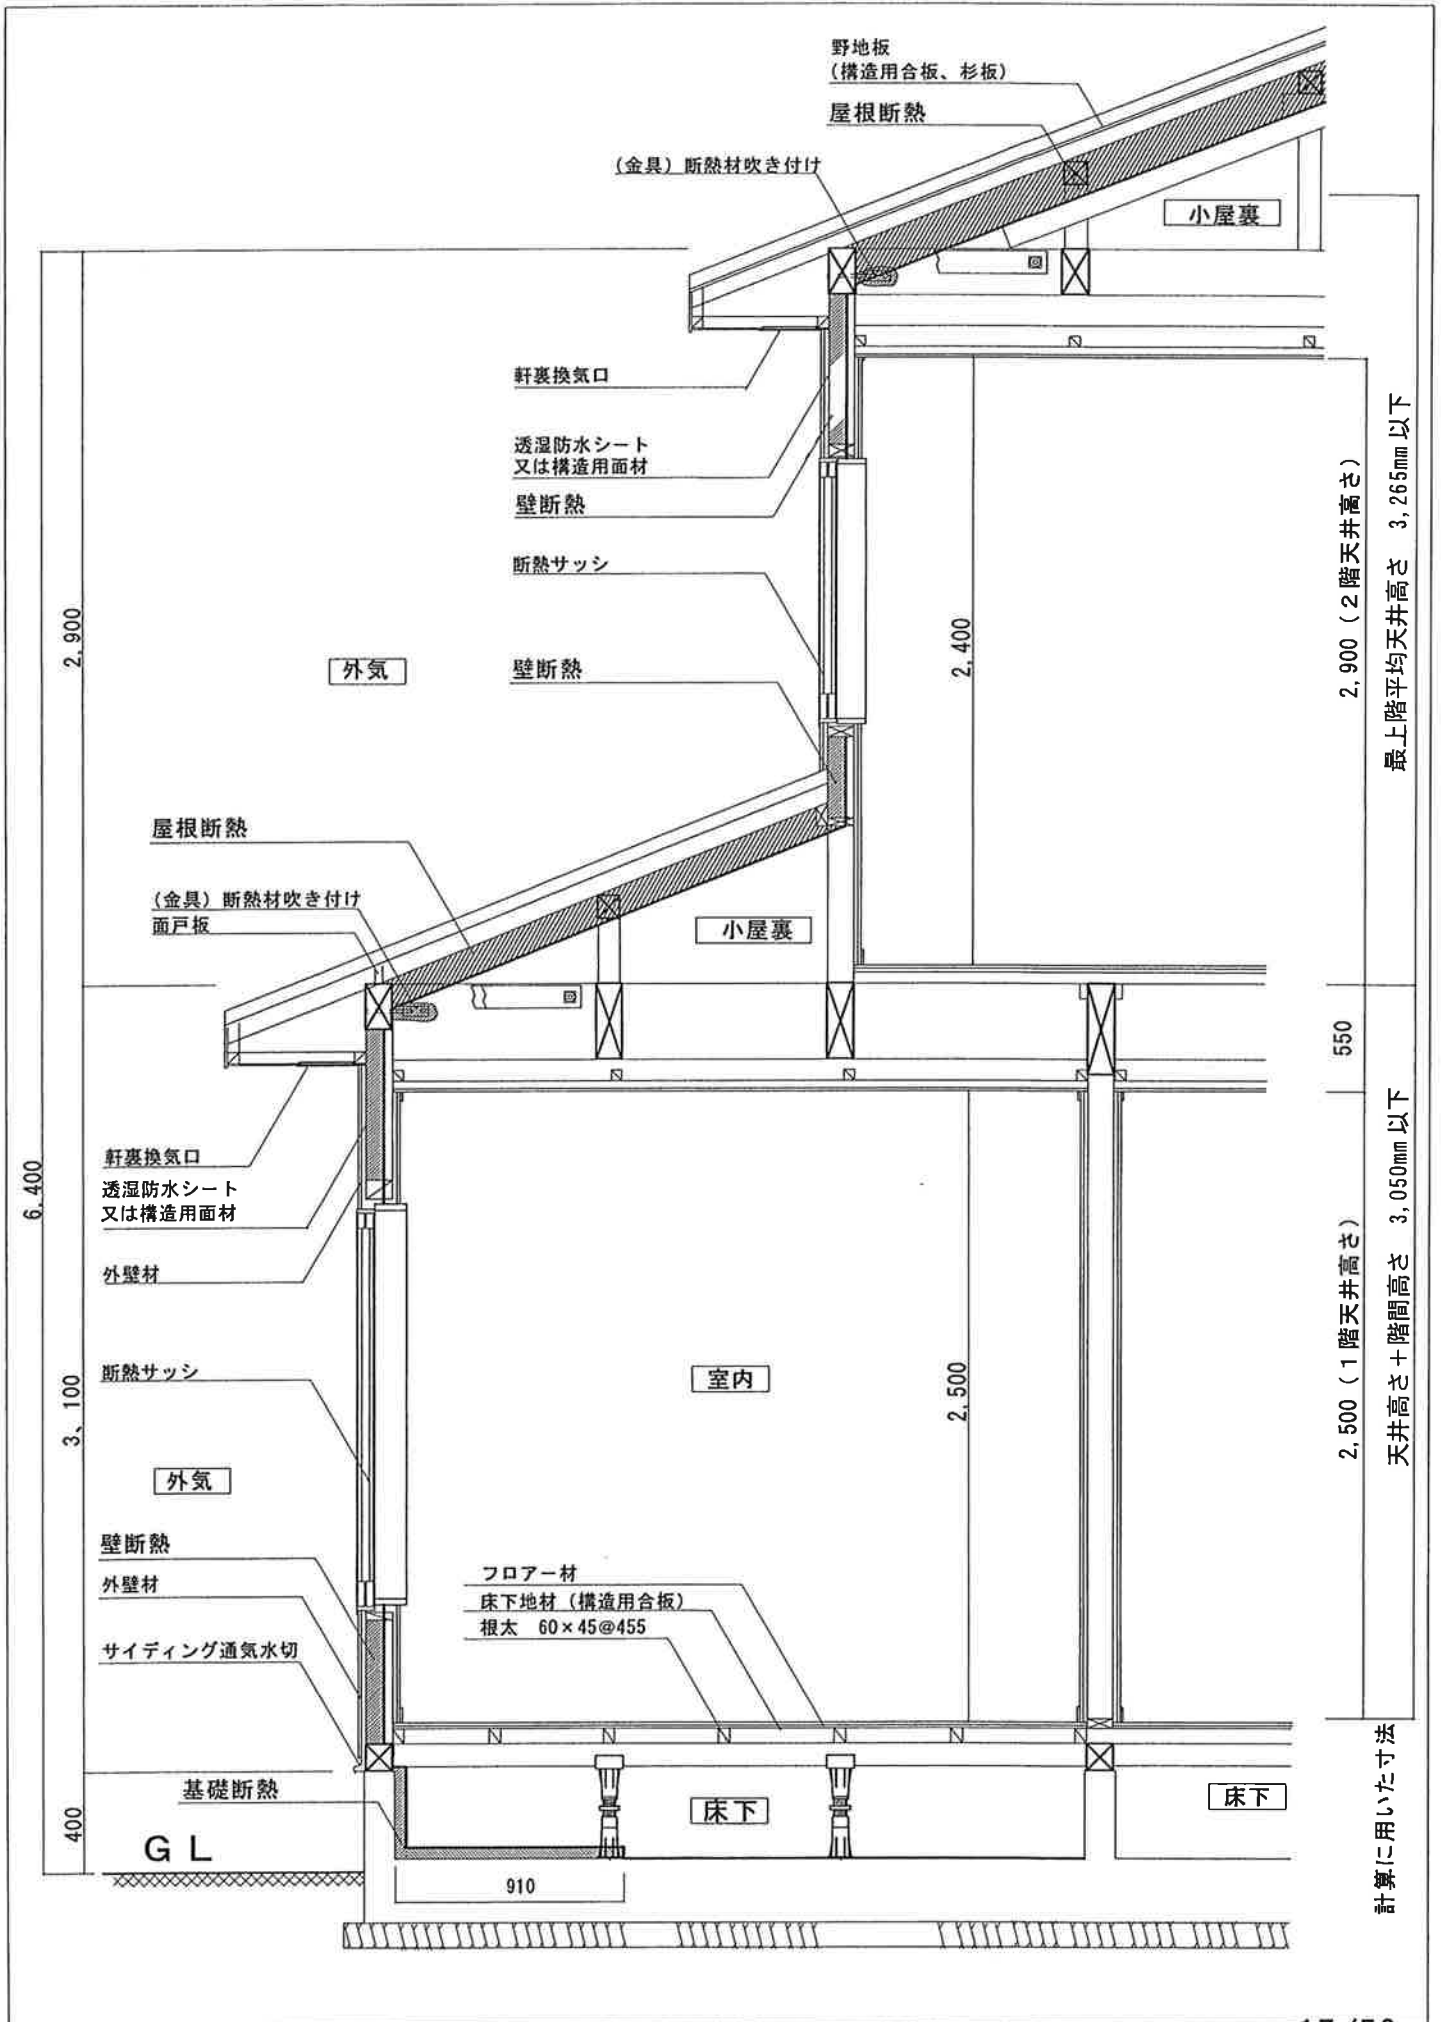 野地板
(構造用合板、杉板)
屋根断熱
(金具) 断熱材吹き付け
小屋裏
軒裏換気口
透湿防水シート
又は構造用面材
壁断熱
断熱サッシ
壁断熱
外気
2,900
2,400
2,900 (2階天井高さ)
最上階平均天井高さ 3,265mm 以下
屋根断熱
(金具) 断熱材吹き付け
面戸板
小屋裏
550
6,400
軒裏換気口
透湿防水シート
又は構造用面材
外壁材
断熱サッシ
3、100
外気
室内
2,500
2,500 (1階天井高さ)
天井高さ+階間高さ 3,050mm 以下
壁断熱
外壁材
サイディング通気水切
フロアー材
床下地材 (構造用合板)
根太 60×45@455
基礎断熱
床下
床下
400
GL
910
計算に用いた寸法